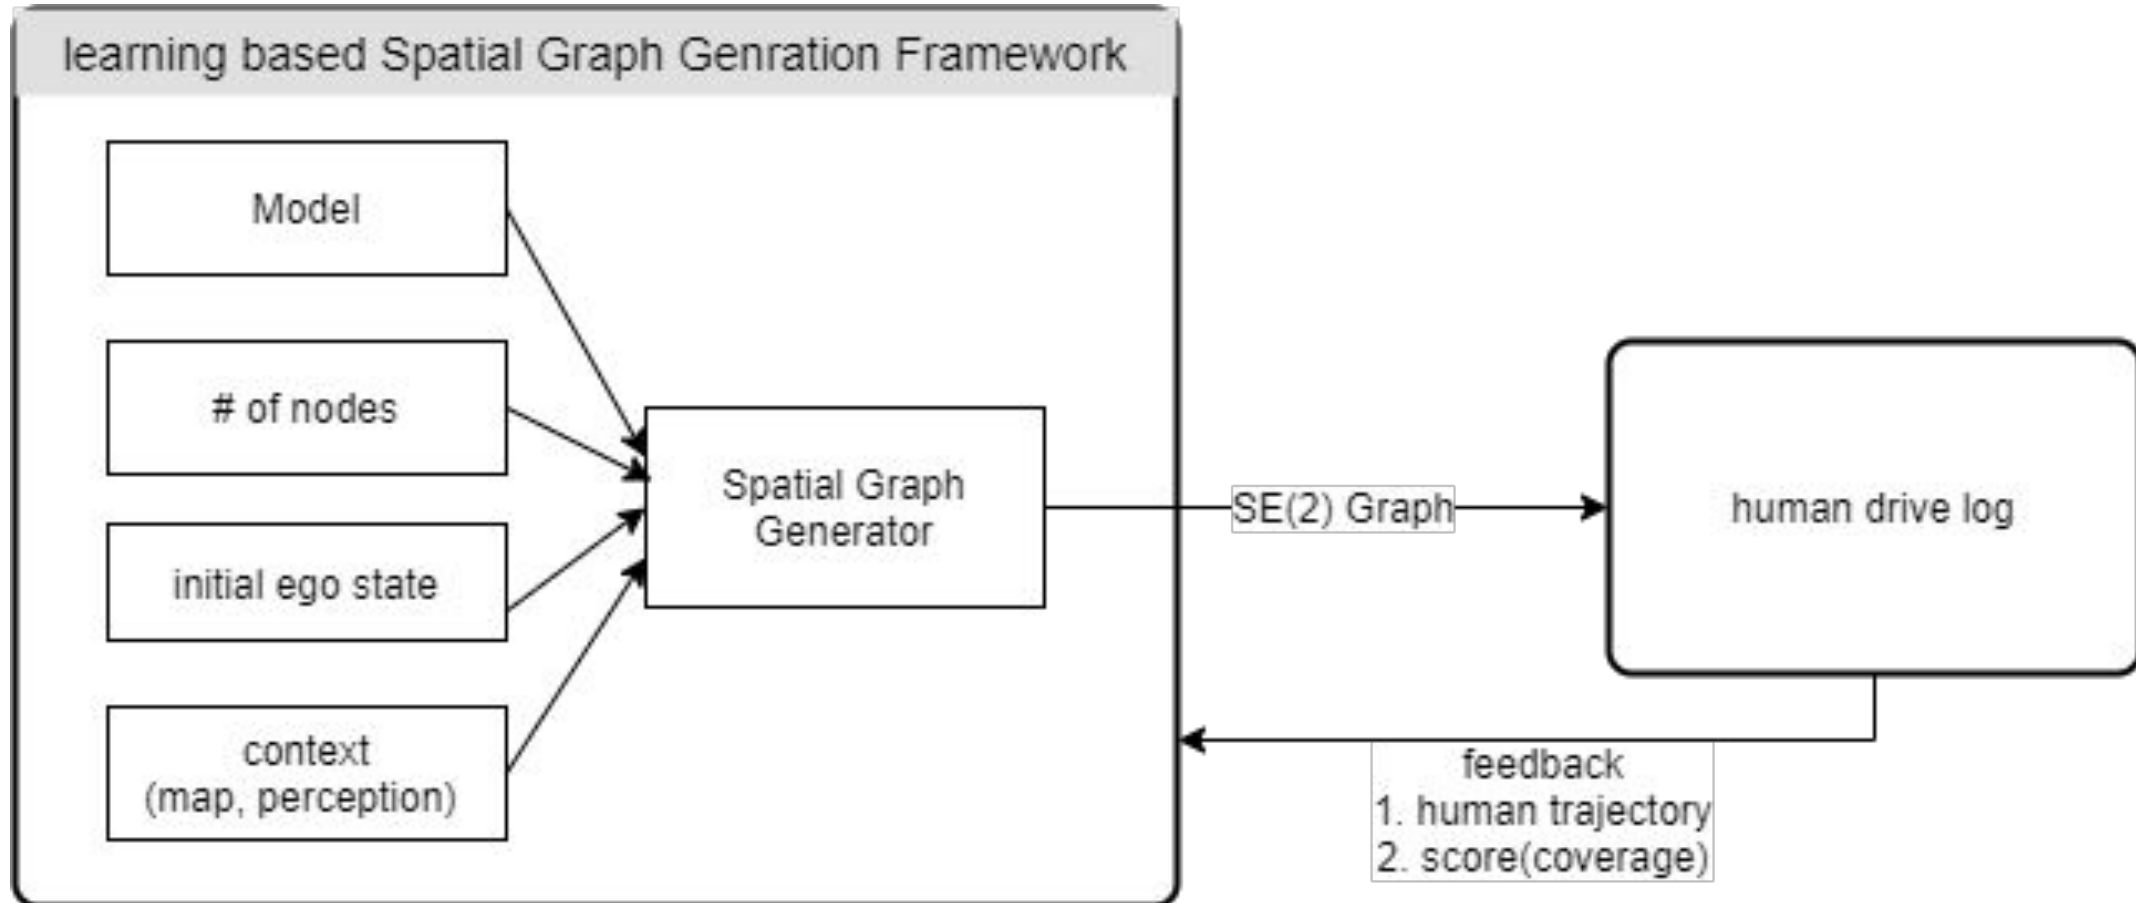 learning based Spatial Graph Genration Framework
Model
# of nodes
initial ego state
context
(map, perception)
Spatial Graph
Generator
SE(2) Graph
human drive log
feedback
1. human trajectory
2. score(coverage)